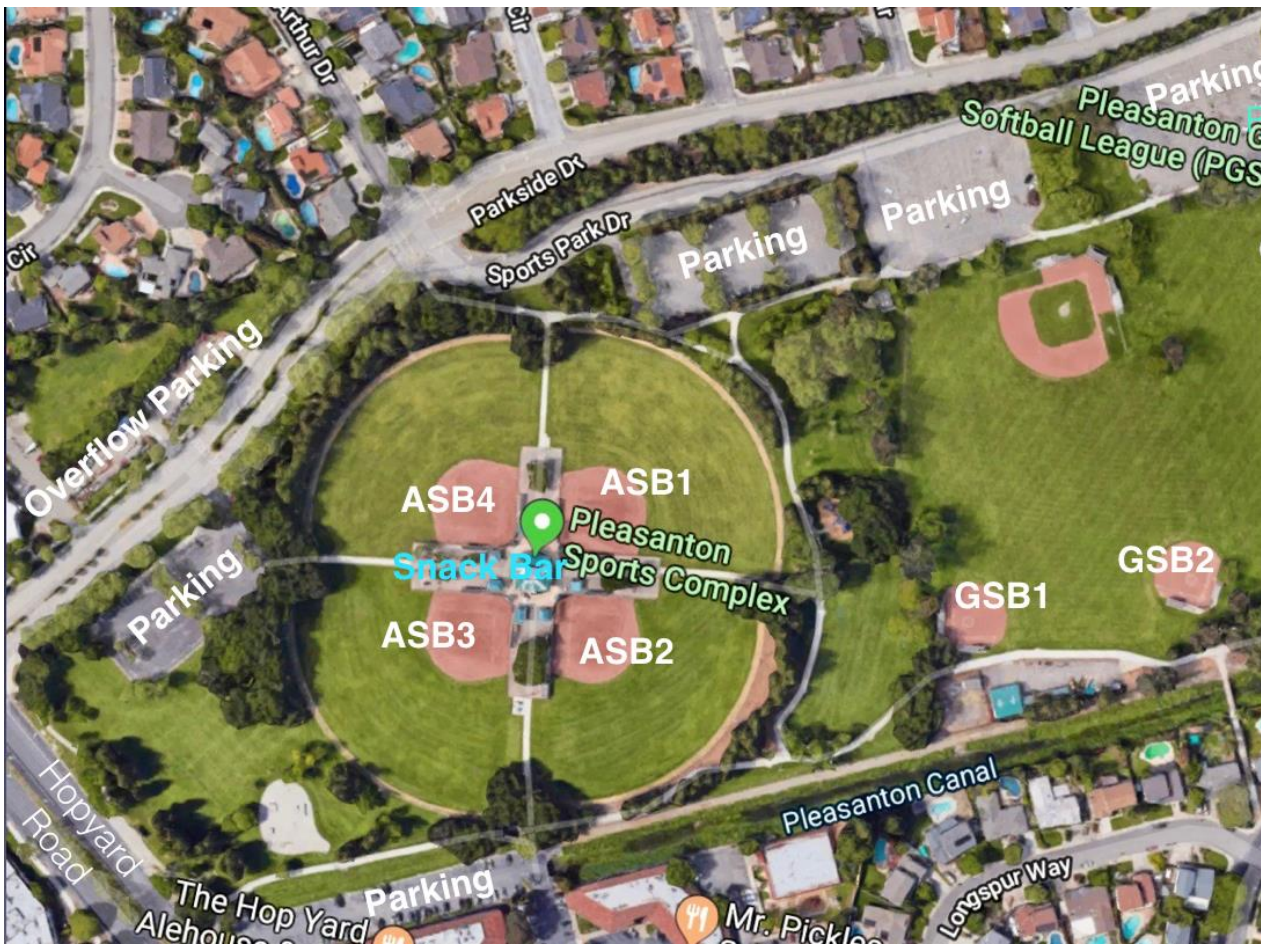 Arthur Dr
Cir
Parking
Pleasanton
Softball League (PGS
Parkside Dr
Parking
Sports Park Dr
Parking
Cir
Overflow Parking
ASB4
ASB1
Pleasanton
Sports Complex
Snack Bar
Parking
GSB2
GSB1
ASB3
ASB2
Hopyard
Road
Pleasanton Canal
Longspur Way
Parking
The Hop Yard
Alehouse
Mr. Pickles